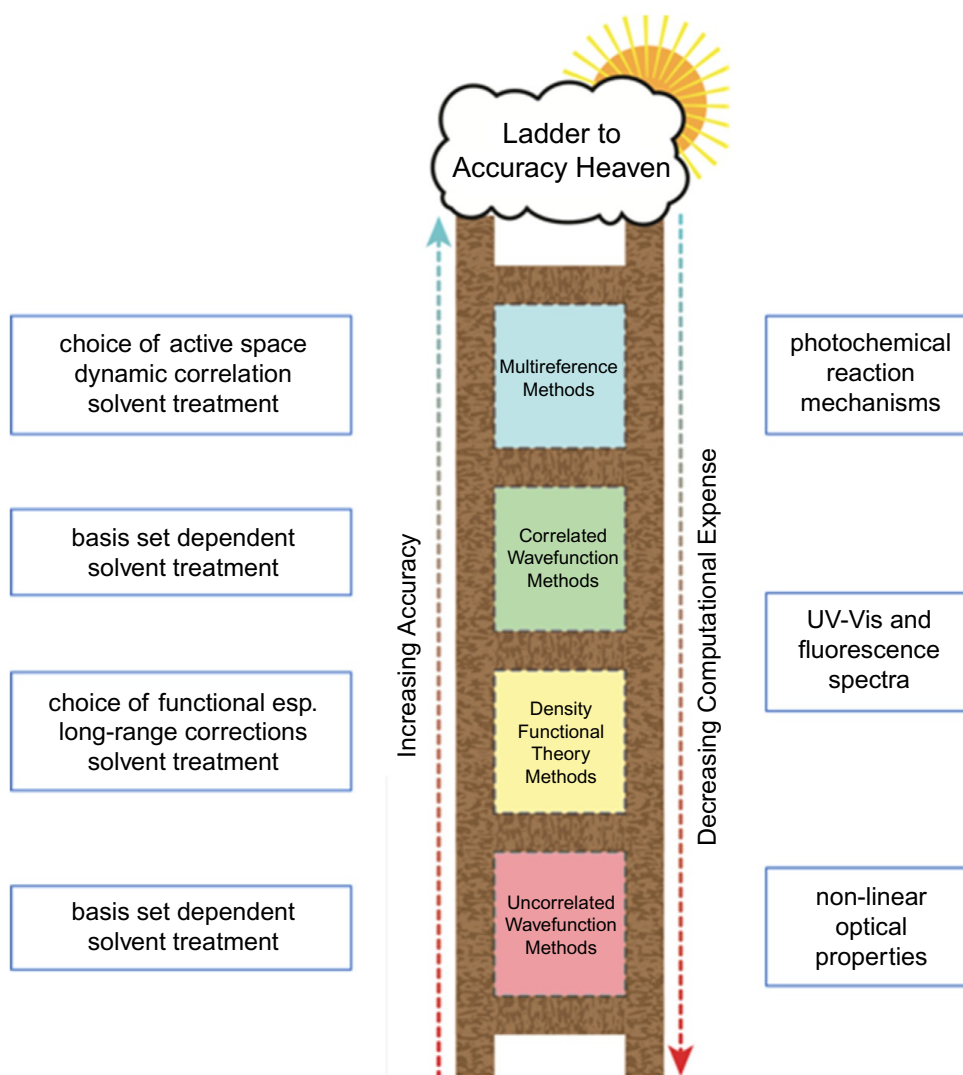 Ladder to
Accuracy Heaven
choice of active space
dynamic correlation
solvent treatment
Multireference
Methods
photochemical
reaction
mechanisms
basis set dependent
solvent treatment
Correlated
Wavefunction
Methods
UV-Vis and
fluorescence
spectra
Increasing Accuracy
Decreasing Computational Expense
choice of functional esp.
long-range corrections
solvent treatment
Density
Functional
Theory
Methods
basis set dependent
solvent treatment
Uncorrelated
Wavefunction
Methods
non-linear
optical
properties